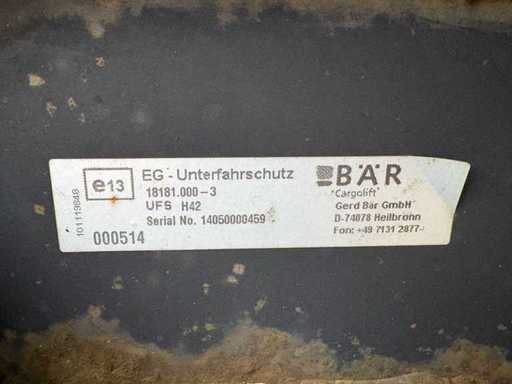 101119648
e13
EG - Unterfahrschutz
18181.000-3
UFS H42
Serial No. 14050000459
000514
BÄR
Cargolift
Gerd Bär GmbH
D-74078 Heilbronn
Fon: +49 7131 2877-